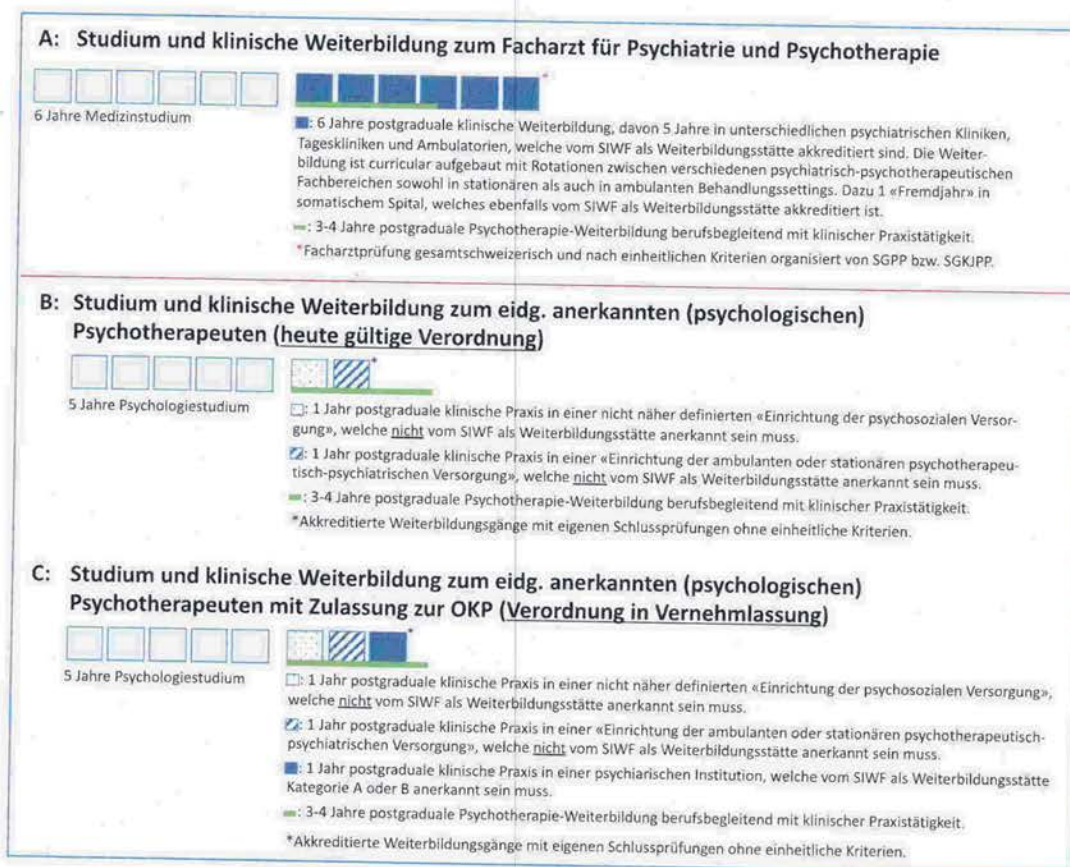 A: Studium und klinische Weiterbildung zum Facharzt für Psychiatrie und Psychotherapie
*
6 Jahre Medizinstudium
: 6 Jahre postgraduale klinische Weiterbildung, davon 5 Jahre in unterschiedlichen psychiatrischen Kliniken,
Tageskliniken und Ambulatorien, welche vom SIWF als Weiterbildungsstätte akkreditiert sind. Die Weiter-
bildung ist curricular aufgebaut mit Rotationen zwischen verschiedenen psychiatrisch-psychotherapeutischen
Fachbereichen sowohl in stationären als auch in ambulanten Behandlungssettings. Dazu 1 «Fremdjahr» in
somatischem Spital, welches ebenfalls vom SIWF als Weiterbildungsstätte akkreditiert ist.
: 3-4 Jahre postgraduale Psychotherapie-Weiterbildung berufsbegleitend mit klinischer Praxistätigkeit.
*Facharztprüfung gesamtschweizerisch und nach einheitlichen Kriterien organisiert von SGPP bzw. SGKJPP.
B: Studium und klinische Weiterbildung zum eidg. anerkannten (psychologischen)
Psychotherapeuten (heute gültige Verordnung)
*
5 Jahre Psychologiestudium
: 1 Jahr postgraduale klinische Praxis in einer nicht näher definierten «Einrichtung der psychosozialen Versor-
gung», welche nicht vom SIWF als Weiterbildungsstätte anerkannt sein muss.
: 1 Jahr postgraduale klinische Praxis in einer «Einrichtung der ambulanten oder stationären psychotherapeu-
tisch-psychiatrischen Versorgung», welche nicht vom SIWF als Weiterbildungsstätte anerkannt sein muss.
: 3-4 Jahre postgraduale Psychotherapie-Weiterbildung berufsbegleitend mit klinischer Praxistätigkeit.
*Akkreditierte Weiterbildungsgänge mit eigenen Schlussprüfungen ohne einheitliche Kriterien.
C: Studium und klinische Weiterbildung zum eidg. anerkannten (psychologischen)
Psychotherapeuten mit Zulassung zur OKP (Verordnung in Vernehmlassung)
*
5 Jahre Psychologiestudium
: 1 Jahr postgraduale klinische Praxis in einer nicht näher definierten «Einrichtung der psychosozialen Versorgung»,
welche nicht vom SIWF als Weiterbildungsstätte anerkannt sein muss.
: 1 Jahr postgraduale klinische Praxis in einer «Einrichtung der ambulanten oder stationären psychotherapeutisch-
psychiatrischen Versorgung», welche nicht vom SIWF als Weiterbildungsstätte anerkannt sein muss.
: 1 Jahr postgraduale klinische Praxis in einer psychiarischen Institution, welche vom SIWF als Weiterbildungsstätte
Kategorie A oder B anerkannt sein muss.
: 3-4 Jahre postgraduale Psychotherapie-Weiterbildung berufsbegleitend mit klinischer Praxistätigkeit.
*Akkreditierte Weiterbildungsgänge mit eigenen Schlussprüfungen ohne einheitliche Kriterien.